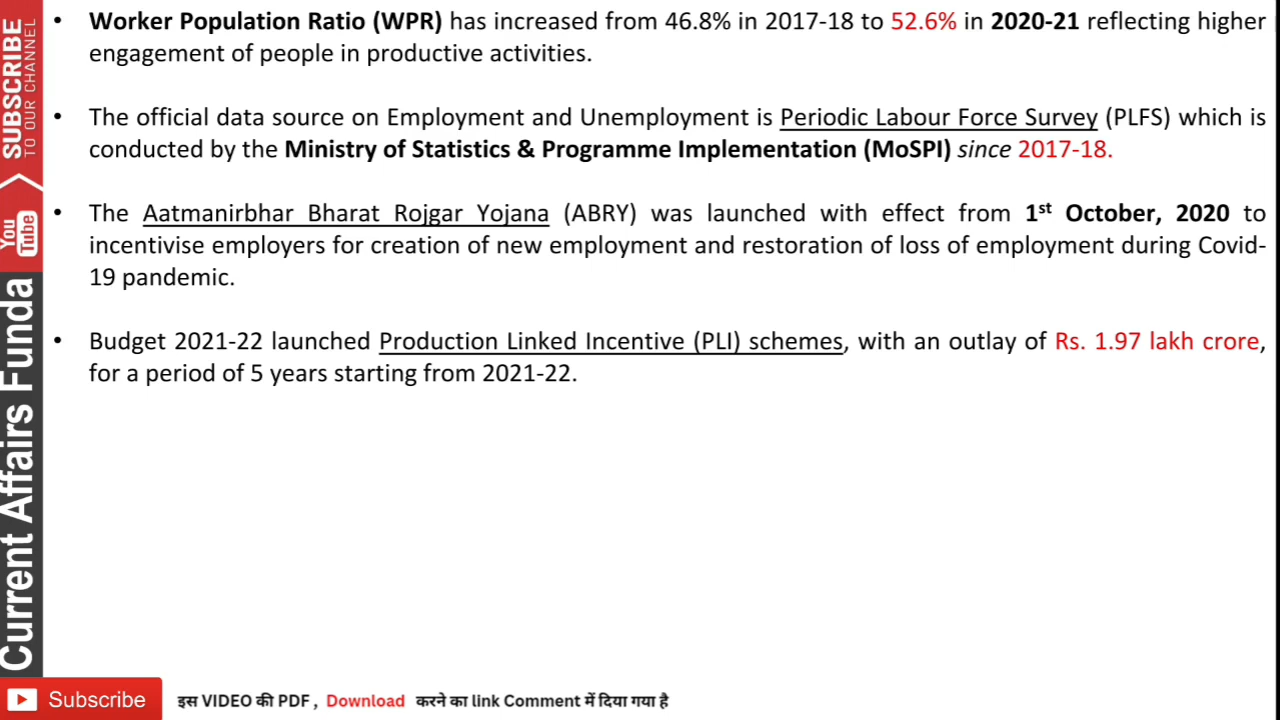 • Worker Population Ratio (WPR) has increased from 46.8% in 2017-18 to 52.6% in 2020-21 reflecting higher
engagement of people in productive activities.
• The official data source on Employment and Unemployment is Periodic Labour Force Survey (PLFS) which is
conducted by the Ministry of Statistics & Programme Implementation (MoSPI) since 2017-18.
• The Aatmanirbhar Bharat Rojgar Yojana (ABRY) was launched with effect from 1st October, 2020 to
incentivise employers for creation of new employment and restoration of loss of employment during Covid-
19 pandemic.
• Budget 2021-22 launched Production Linked Incentive (PLI) schemes, with an outlay of Rs. 1.97 lakh crore,
for a period of 5 years starting from 2021-22.
SUBSCRIBE
TO OUR CHANNEL
You Tube
Current Affairs Funda
Subscribe
इस VIDEO की PDF , Download करने का link Comment में दिया गया है